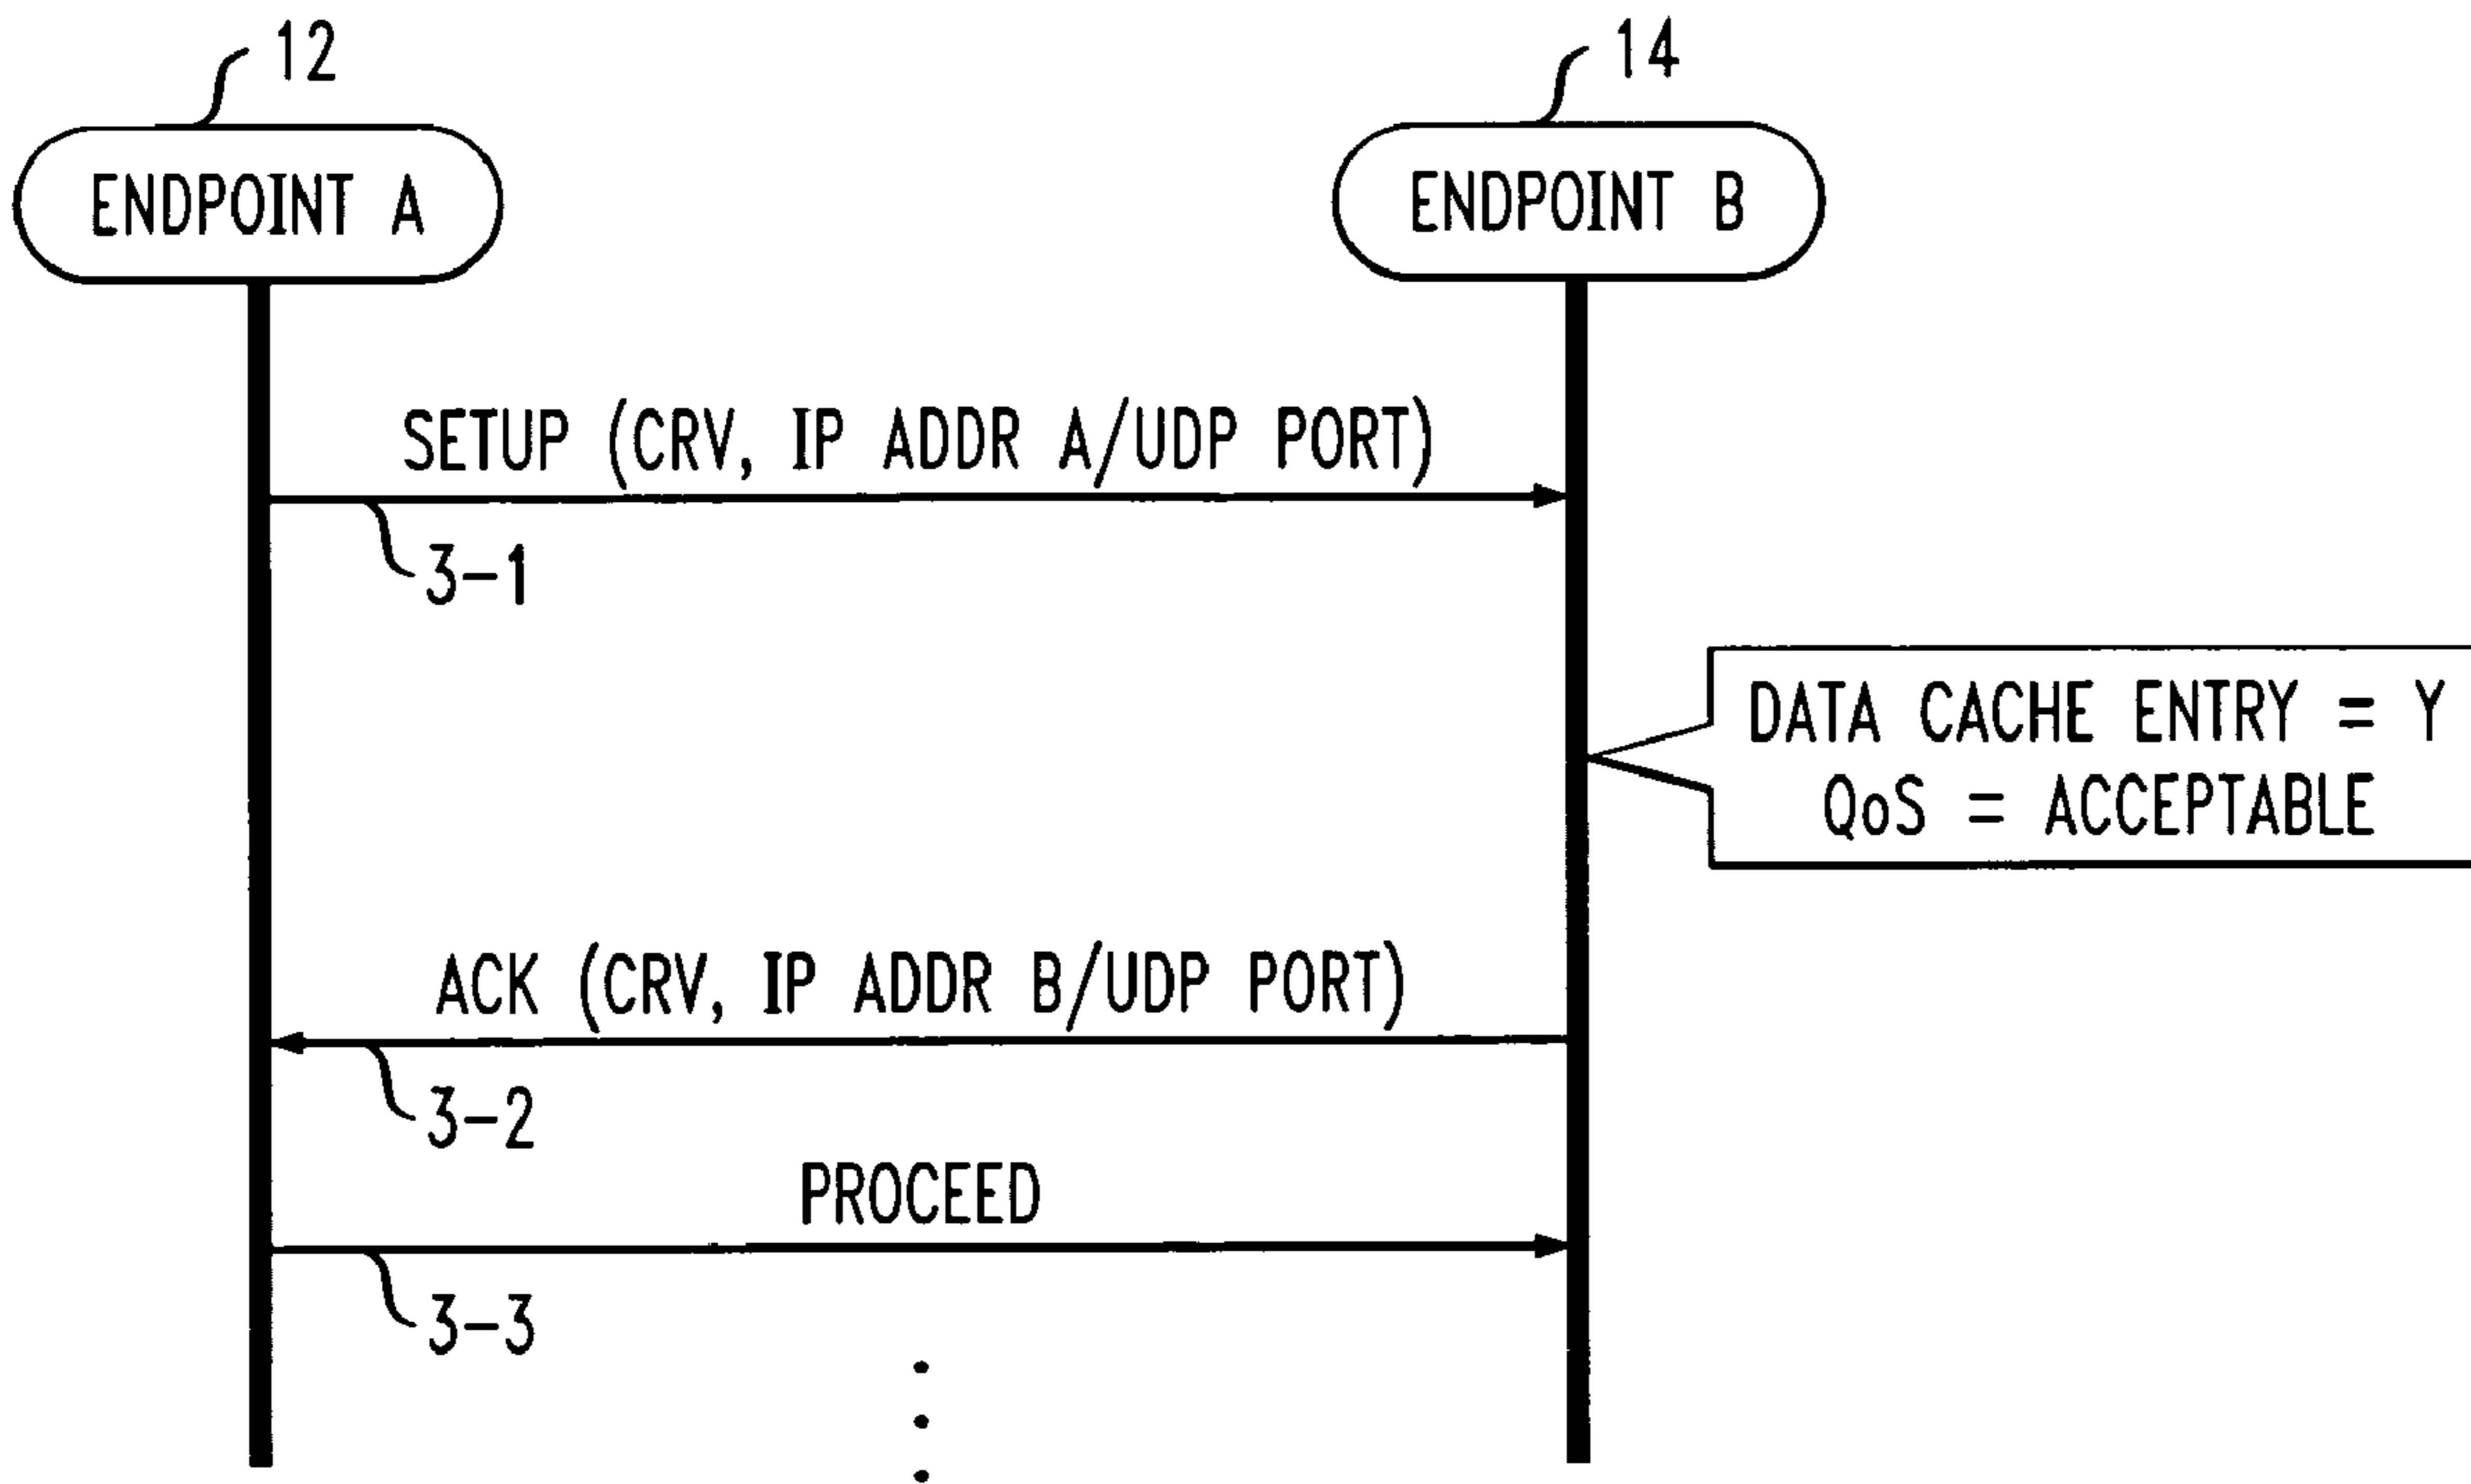 12
14
ENDPOINT A
ENDPOINT B
SETUP (CRV, IP ADDR A/UDP PORT)
3-1
DATA CACHE ENTRY = Y
QoS = ACCEPTABLE
ACK (CRV, IP ADDR B/UDP PORT)
3-2
PROCEED
3-3